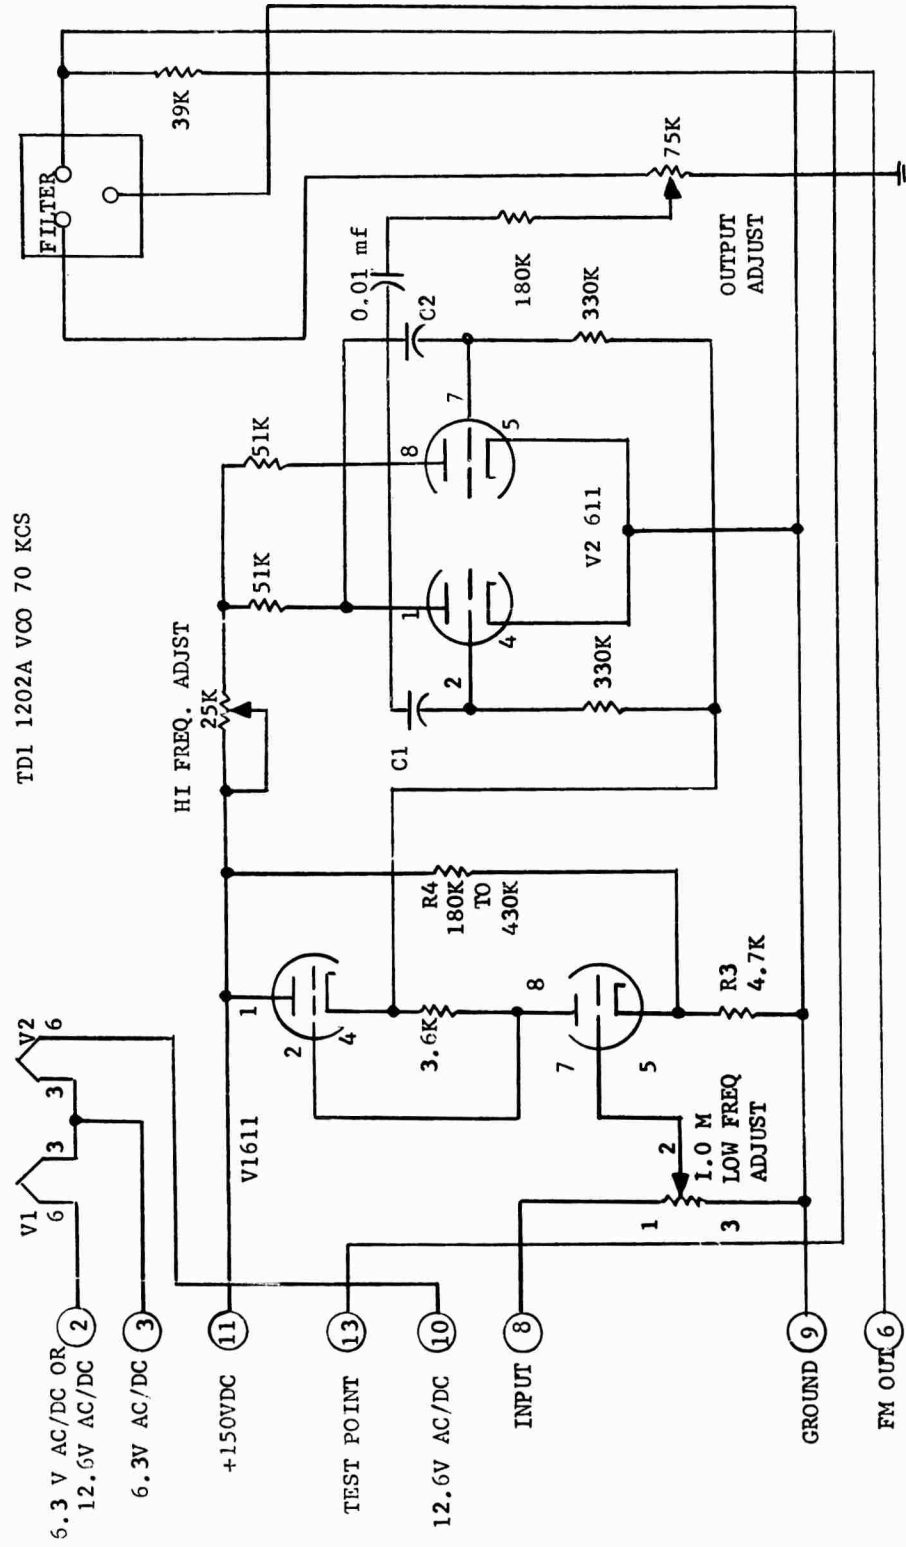 TD1 1202A VCO 70 KCS
V1
6
3
V2
6
3
6.3 V AC/DC OR
12.6V AC/DC
2
6.3V AC/DC
3
+150VDC
11
TEST POINT
13
12.6V AC/DC
10
INPUT
8
GROUND
9
FM OUT
6
V1611
1
2
4
3.6K
8
7
5
1
2
3
1.0 M
LOW FREQ
ADJUST
R3
4.7K
R4
180K
TO
430K
HI FREQ. ADJST
25K
51K
51K
C1
1
2
4
330K
V2 611
8
7
5
C2
0.01 mf
180K
330K
OUTPUT
ADJUST
75K
39K
FILTER